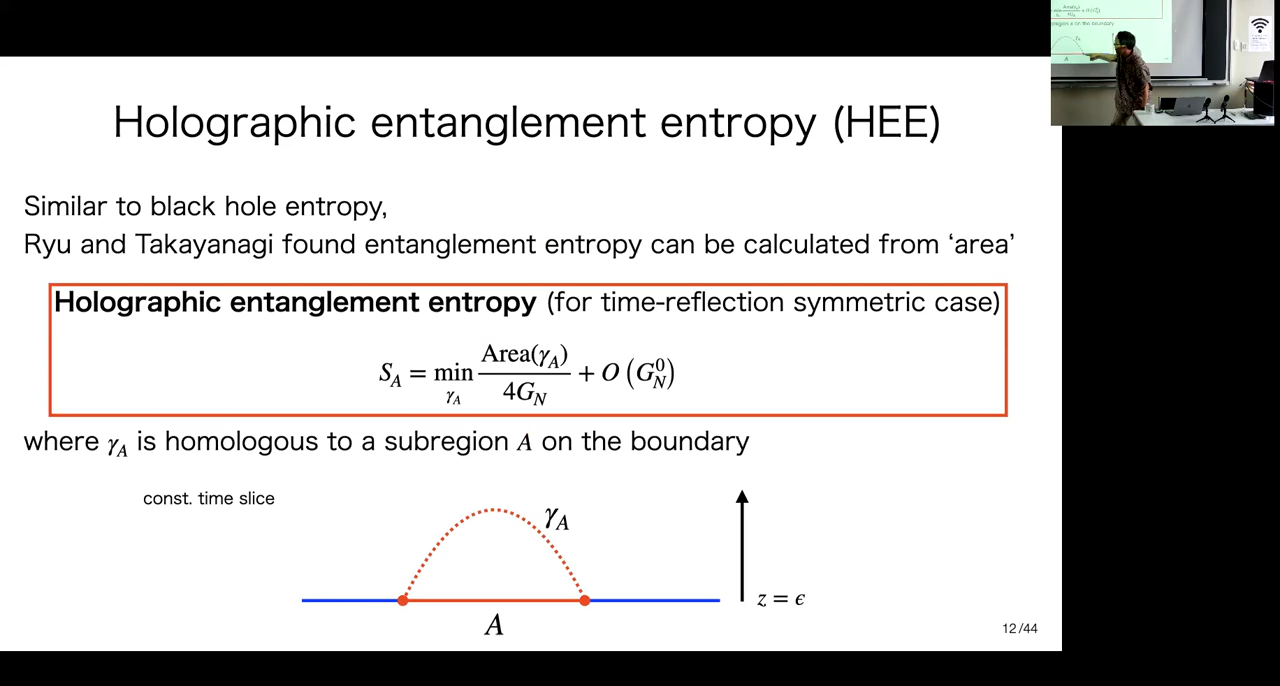 Holographic entanglement entropy (HEE)
Similar to black hole entropy,
Ryu and Takayanagi found entanglement entropy can be calculated from ‘area’
Holographic entanglement entropy (for time-reflection symmetric case)
S_A = min_{γ_A} Area(γ_A) / 4G_N + O (G_N^0)
where γ_A is homologous to a subregion A on the boundary
const. time slice
γ_A
z = ϵ
A
12/44